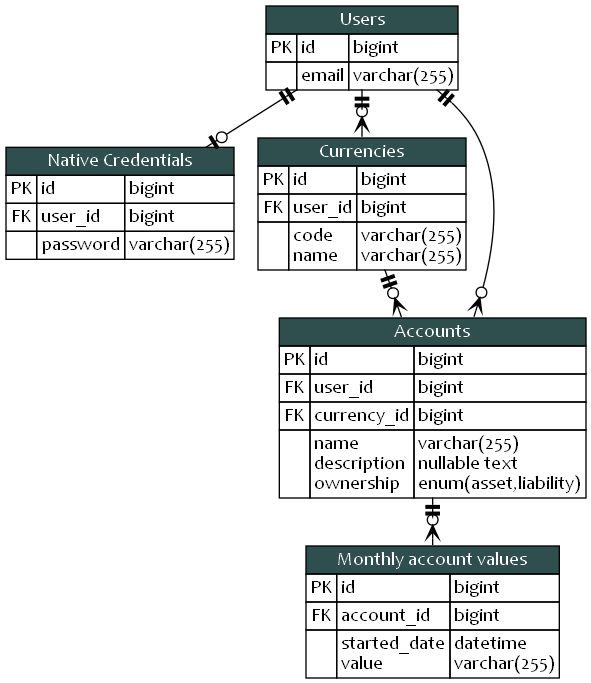 Users
PK id bigint
email varchar(255)
Native Credentials
PK id bigint
FK user_id bigint
password varchar(255)
Currencies
PK id bigint
FK user_id bigint
code varchar(255)
name varchar(255)
Accounts
PK id bigint
FK user_id bigint
FK currency_id bigint
name varchar(255)
description nullable text
ownership enum(asset,liability)
Monthly account values
PK id bigint
FK account_id bigint
started_date datetime
value varchar(255)